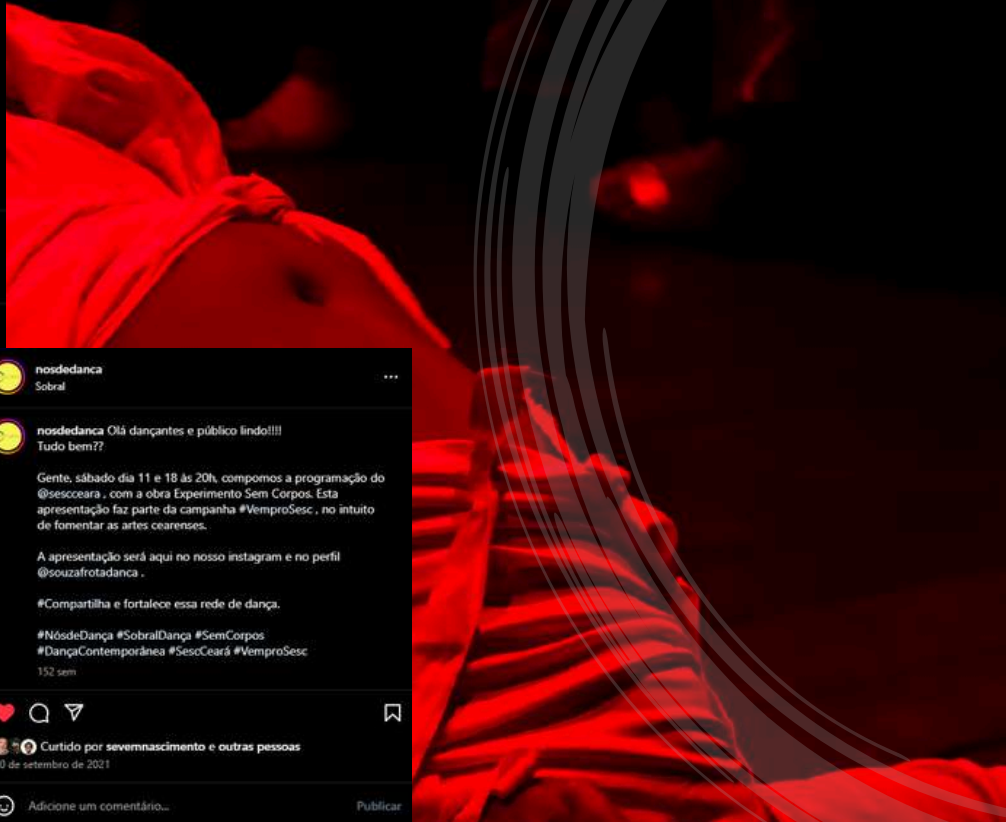 nosdedanca
Sobral
nosdedanca Olá dançantes e público lindo!!!!
Tudo bem??
Gente, sábado dia 11 e 18 às 20h, compomos a programação do
@sescceara , com a obra Experimento Sem Corpos. Esta
apresentação faz parte da campanha #VemproSesc , no intuito
de fomentar as artes cearenses.
A apresentação será aqui no nosso instagram e no perfil
@souzafrotadanca .
#Compartilha e fortalece essa rede de dança.
#NósdeDança #SobralDança #SemCorpos
#DançaContemporânea #SescCeará #VemproSesc
152 sem
Curtido por severnnascimento e outras pessoas
0 de setembro de 2021
Adicione um comentário...
Publicar